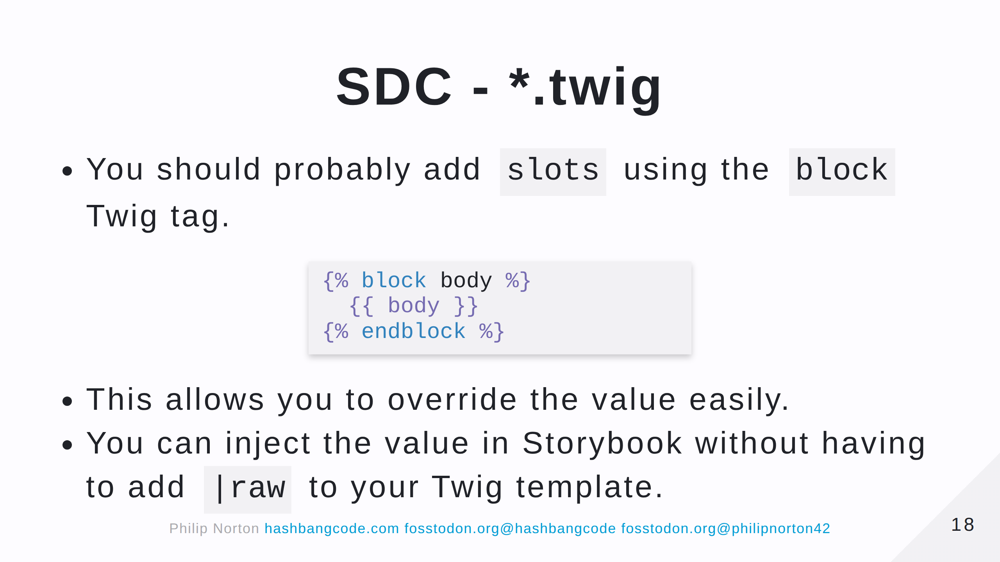 SDC - *.twig
• You should probably add slots using the block
Twig tag.
{% block body %}
  {{ body }}
{% endblock %}
• This allows you to override the value easily.
• You can inject the value in Storybook without having
to add |raw to your Twig template.
Philip Norton hashbangcode.com fosstodon.org@hashbangcode fosstodon.org@philipnorton42
18